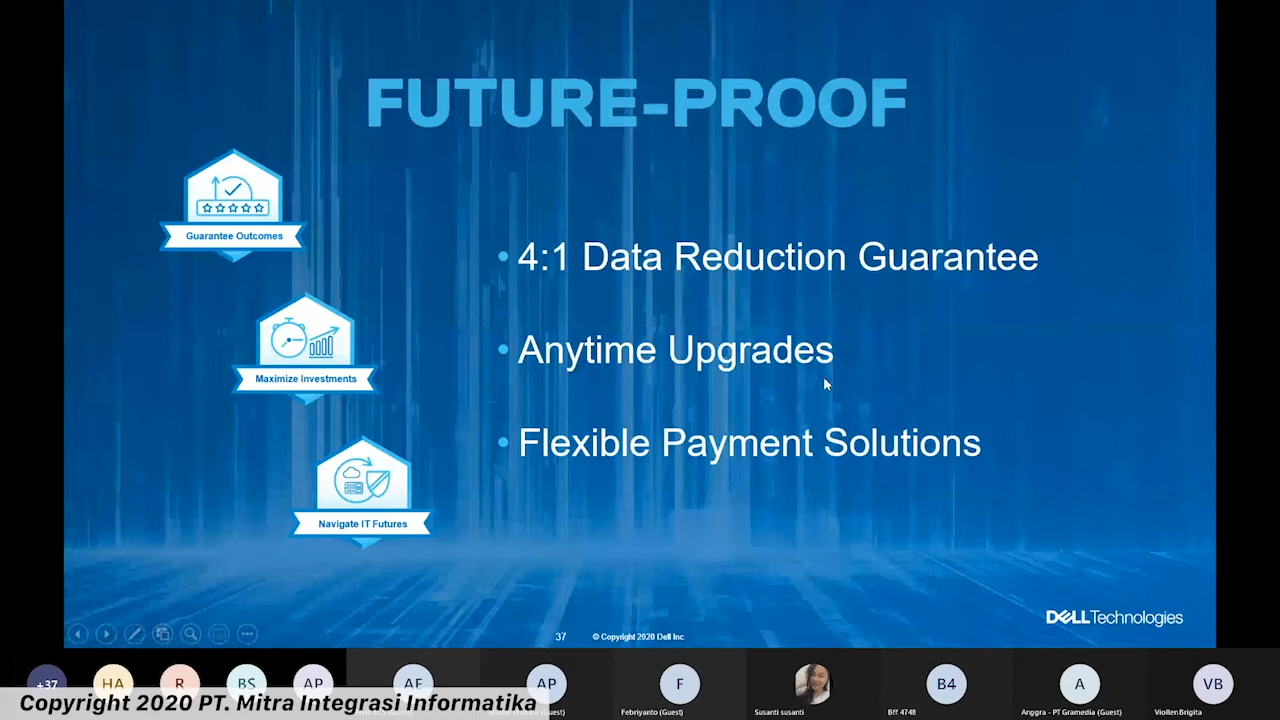 FUTURE-PROOF
Guarantee Outcomes
• 4:1 Data Reduction Guarantee
Maximize Investments
• Anytime Upgrades
• Flexible Payment Solutions
Navigate IT Futures
DELLTechnologies
37 © Copyright 2020 Dell Inc
+37 HA R BS AP AE AP F B4 A VB
Copyright 2020 PT. Mitra Integrasi Informatika
Febriyanto (Guest)
Susanti susanti
Bff 4748
Anggra - PT Gramedia (Guest)
Viollen Brigita